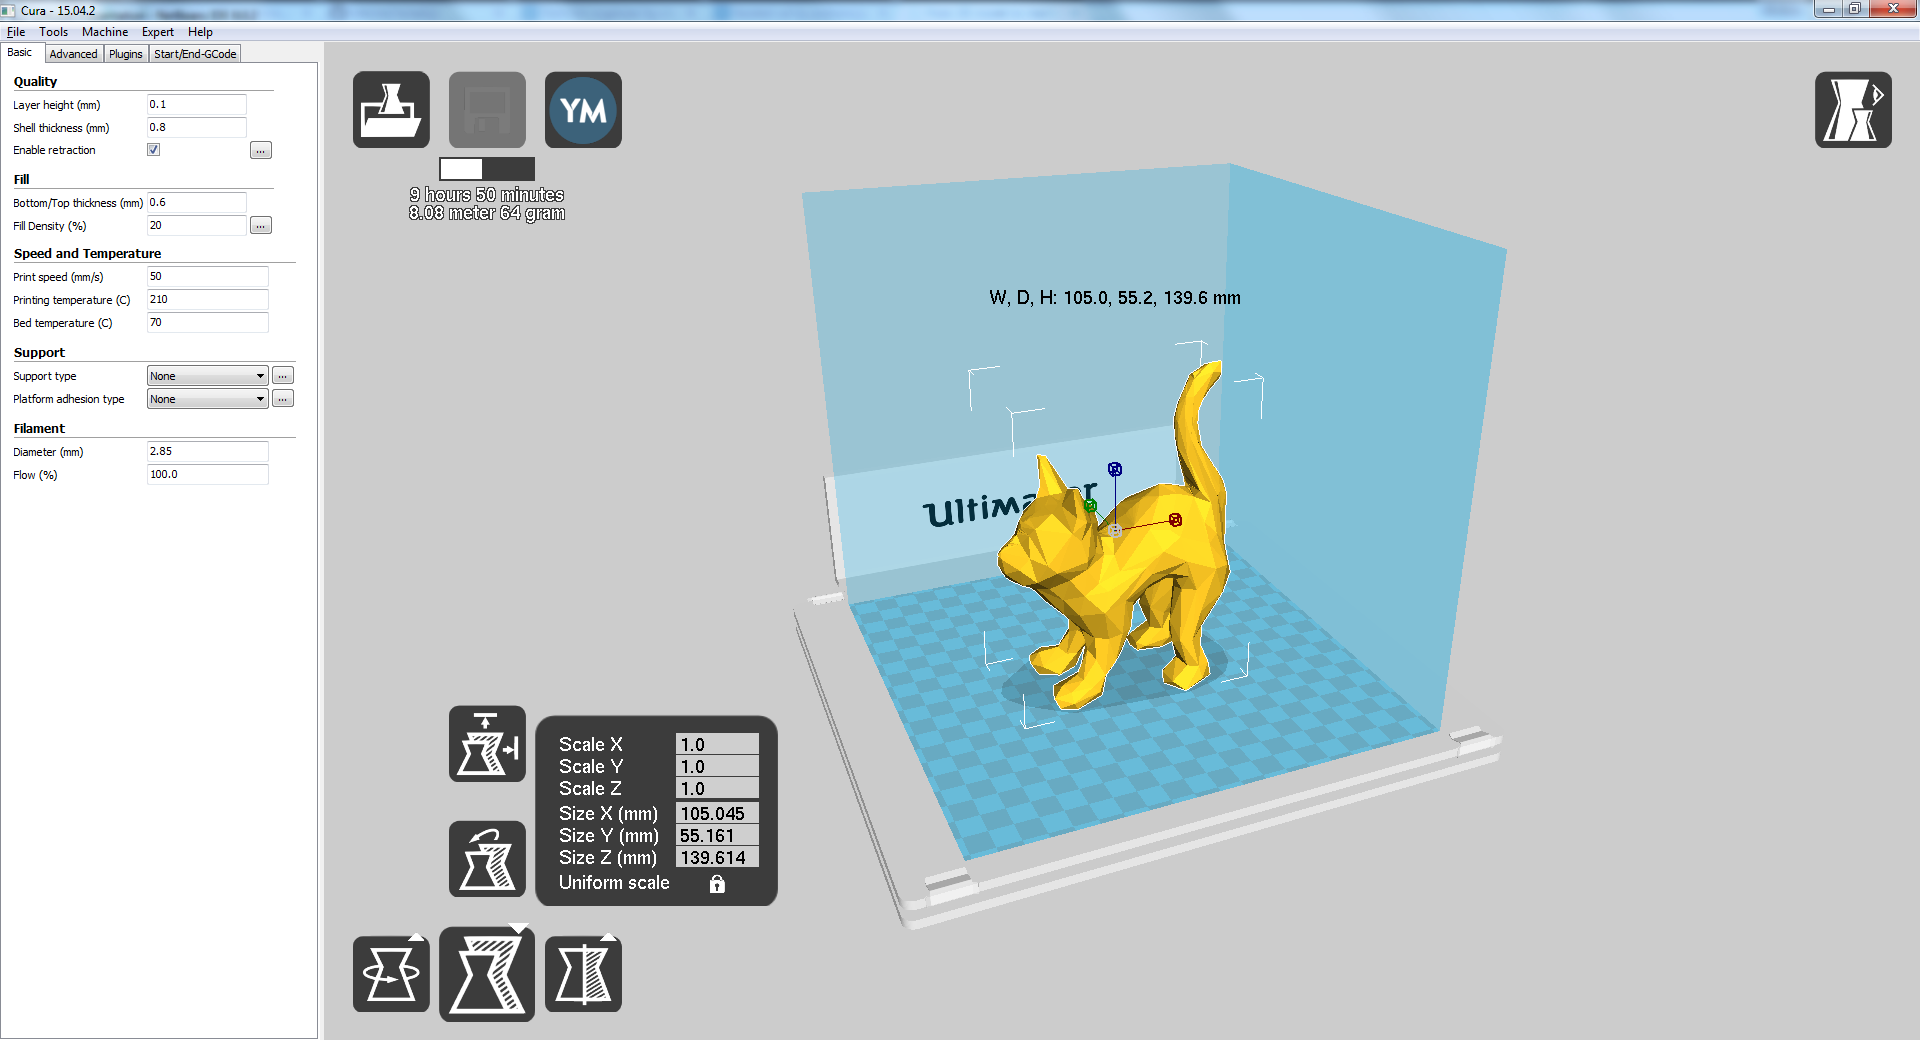 Cura - 15.04.2
File Tools Machine Expert Help
Basic Advanced Plugins Start/End-GCode
Quality
Layer height (mm) 0.1
Shell thickness (mm) 0.8
Enable retraction ...
Fill
Bottom/Top thickness (mm) 0.6
Fill Density (%) 20 ...
Speed and Temperature
Print speed (mm/s) 50
Printing temperature (C) 210
Bed temperature (C) 70
Support
Support type None ...
Platform adhesion type None ...
Filament
Diameter (mm) 2.85
Flow (%) 100.0
YM
9 hours 50 minutes
8.08 meter 64 gram
W, D, H: 105.0, 55.2, 139.6 mm
Scale X 1.0
Scale Y 1.0
Scale Z 1.0
Size X (mm) 105.045
Size Y (mm) 55.161
Size Z (mm) 139.614
Uniform scale